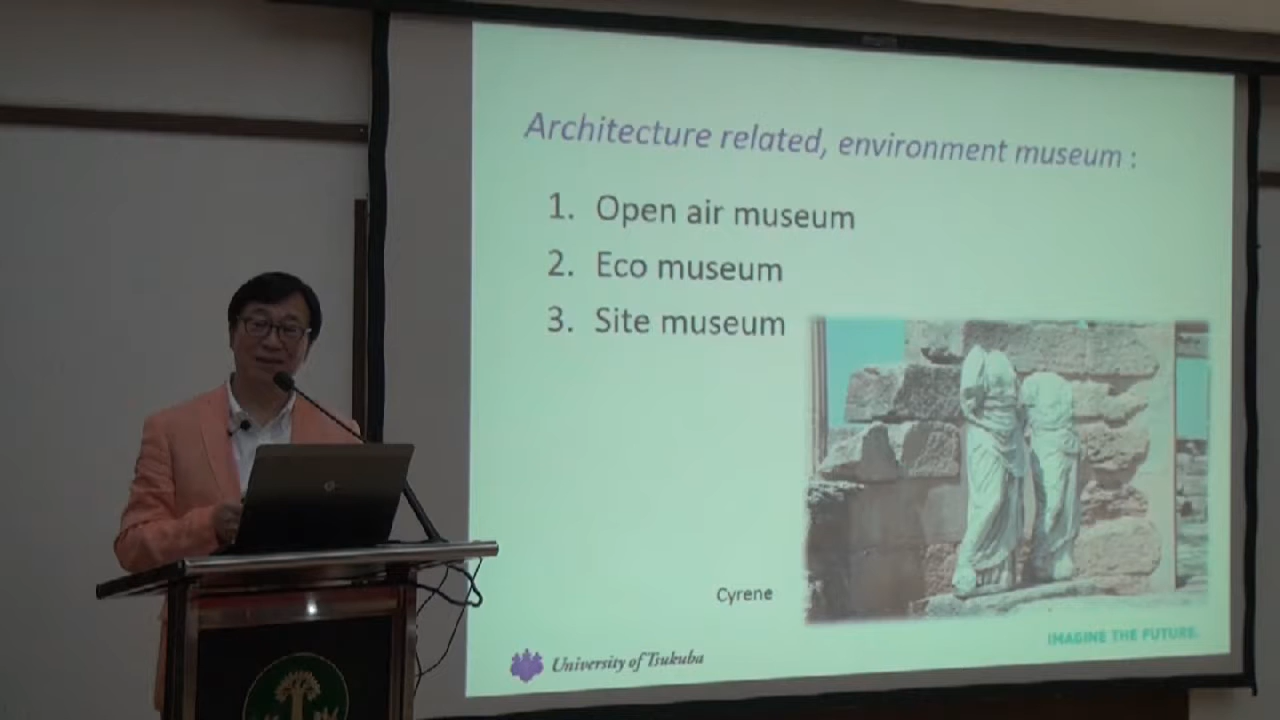 Architecture related, environment museum :
1. Open air museum
2. Eco museum
3. Site museum
Cyrene
IMAGINE THE FUTURE.
University of Tsukuba